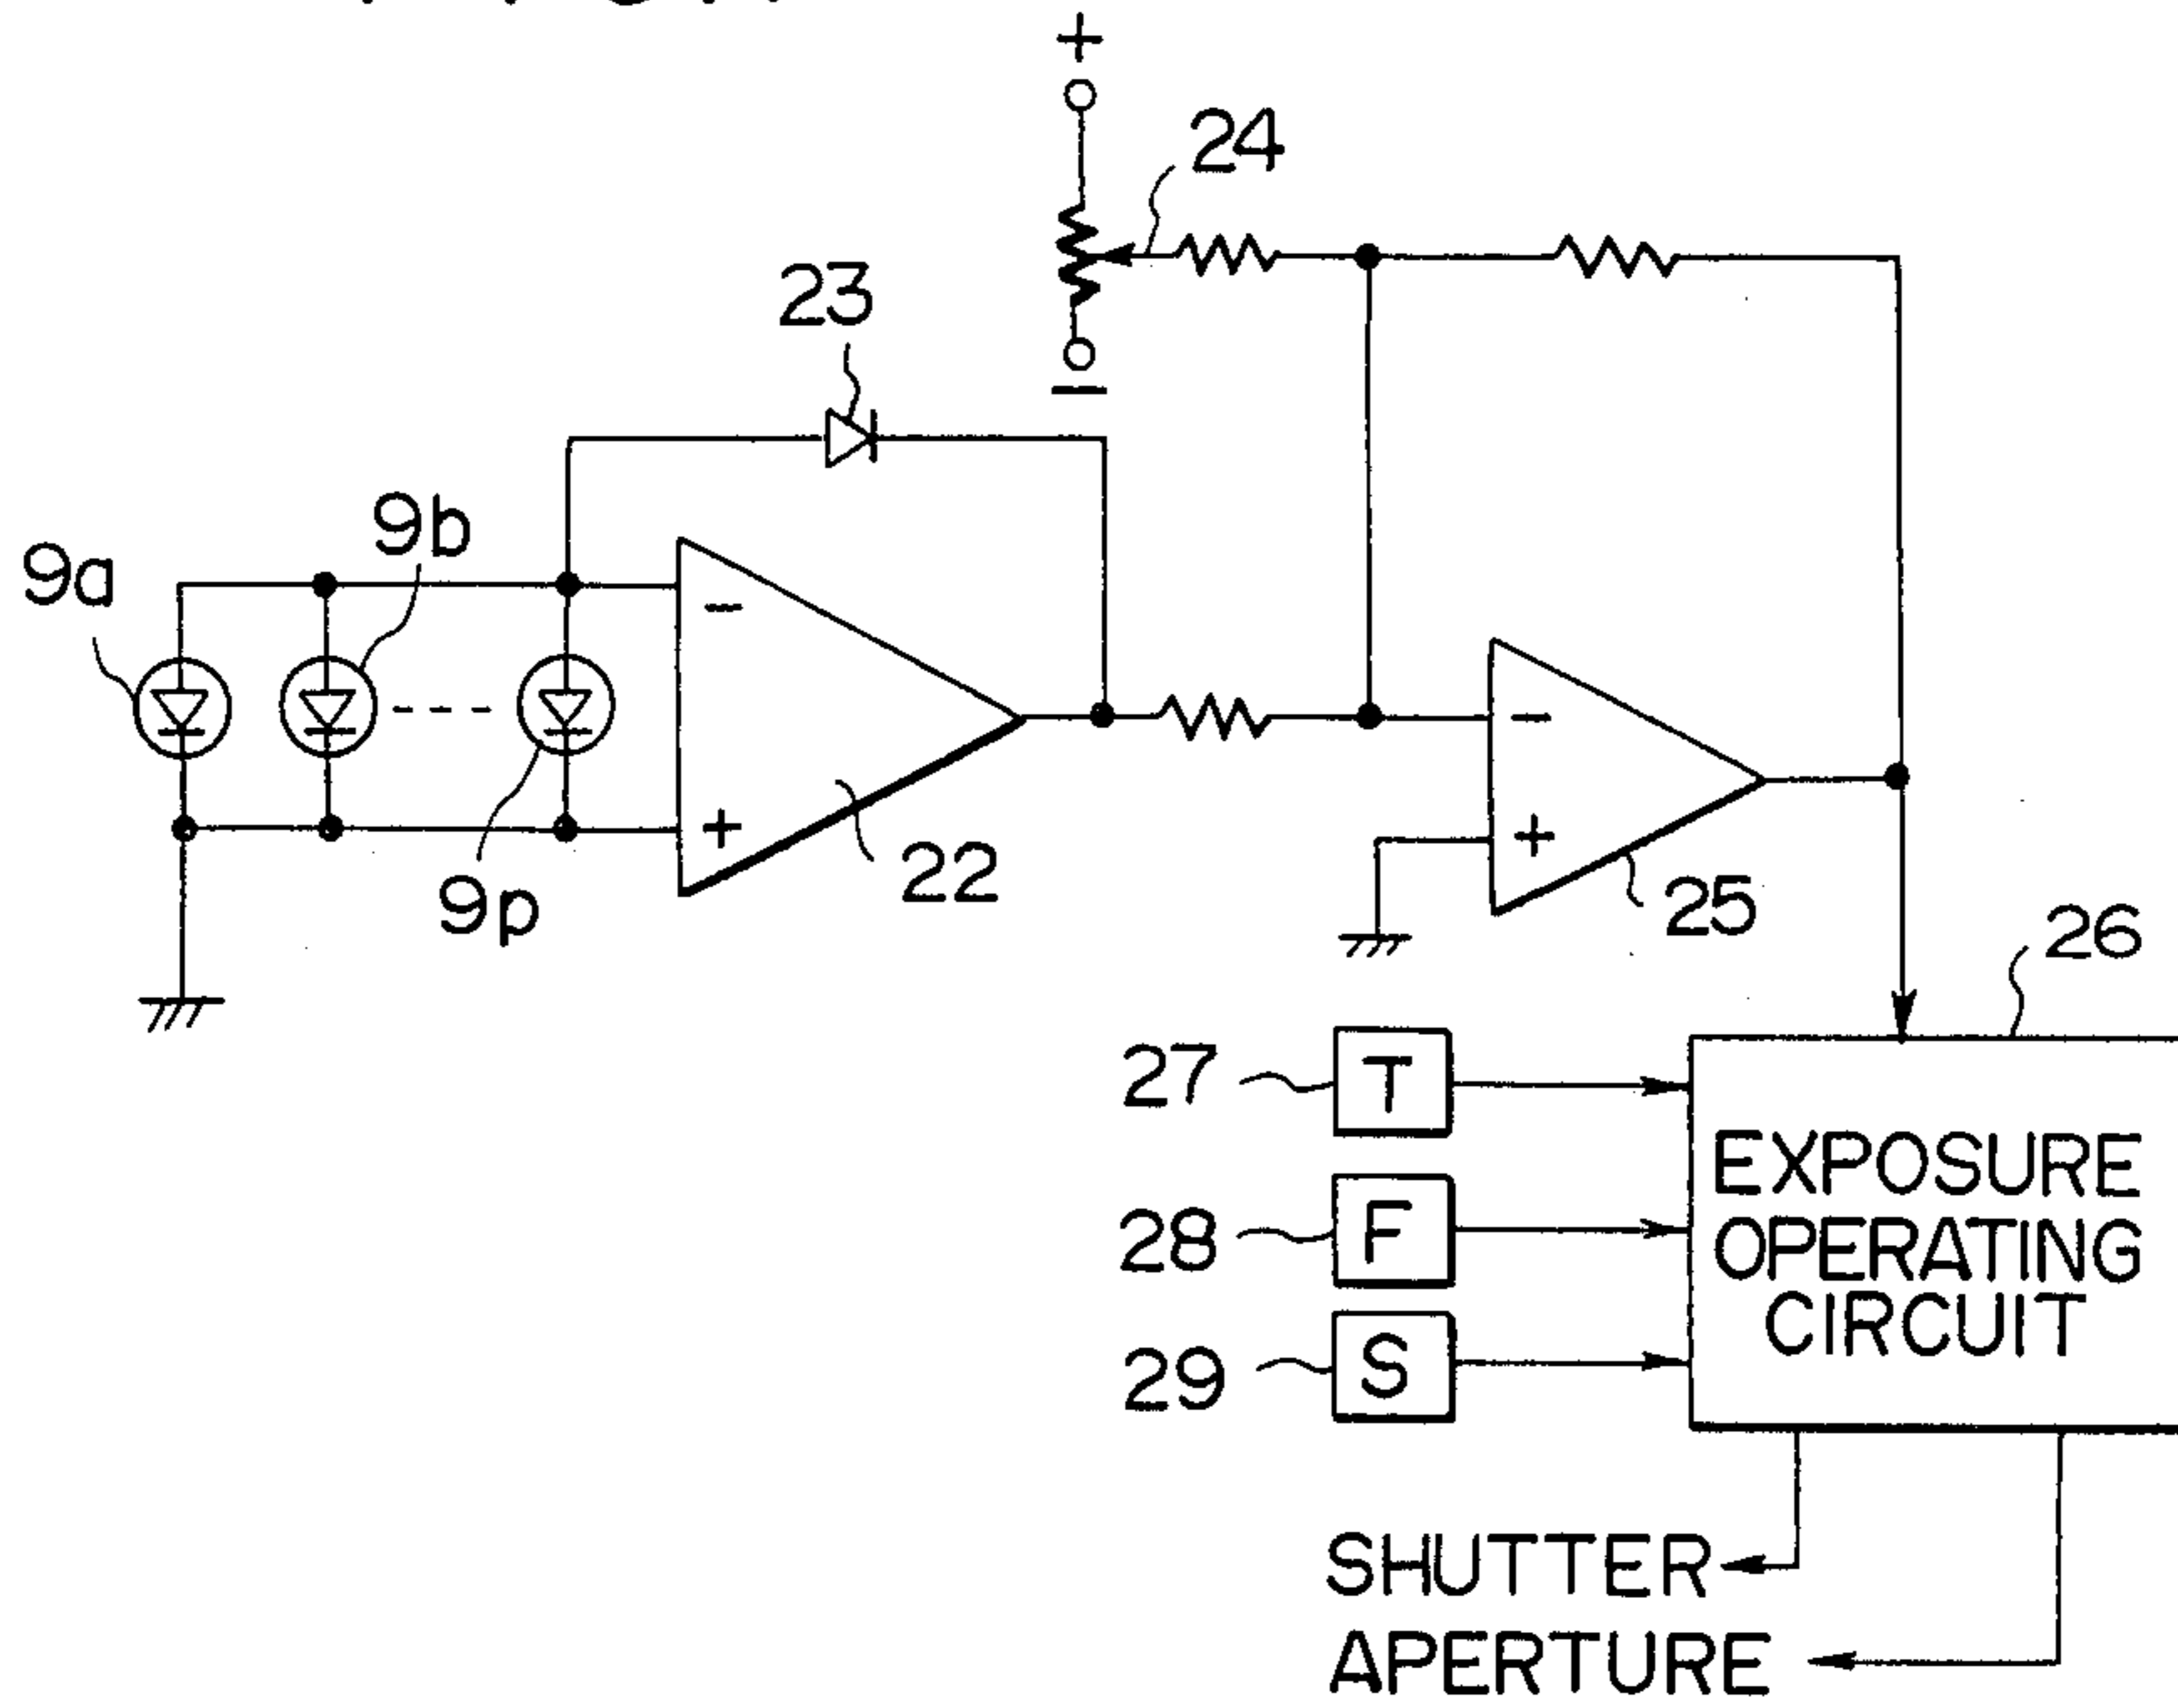 +
24
23
−
9b
9a
−
+
22
9p
−
+
25
26
27 T
28 F
29 S
EXPOSURE
OPERATING
CIRCUIT
SHUTTER
APERTURE